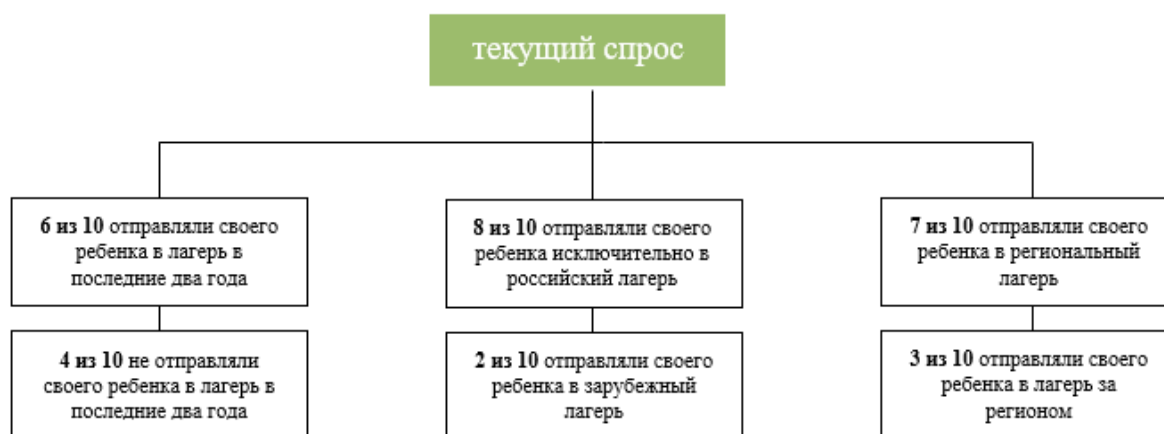 текущий спрос
6 из 10 отправляли своего
ребенка в лагерь в
последние два года
8 из 10 отправляли своего
ребенка исключительно в
российский лагерь
7 из 10 отправляли своего
ребенка в региональный
лагерь
4 из 10 не отправляли
своего ребенка в лагерь в
последние два года
2 из 10 отправляли своего
ребенка в зарубежный
лагерь
3 из 10 отправляли своего
ребенка в лагерь за
регионом